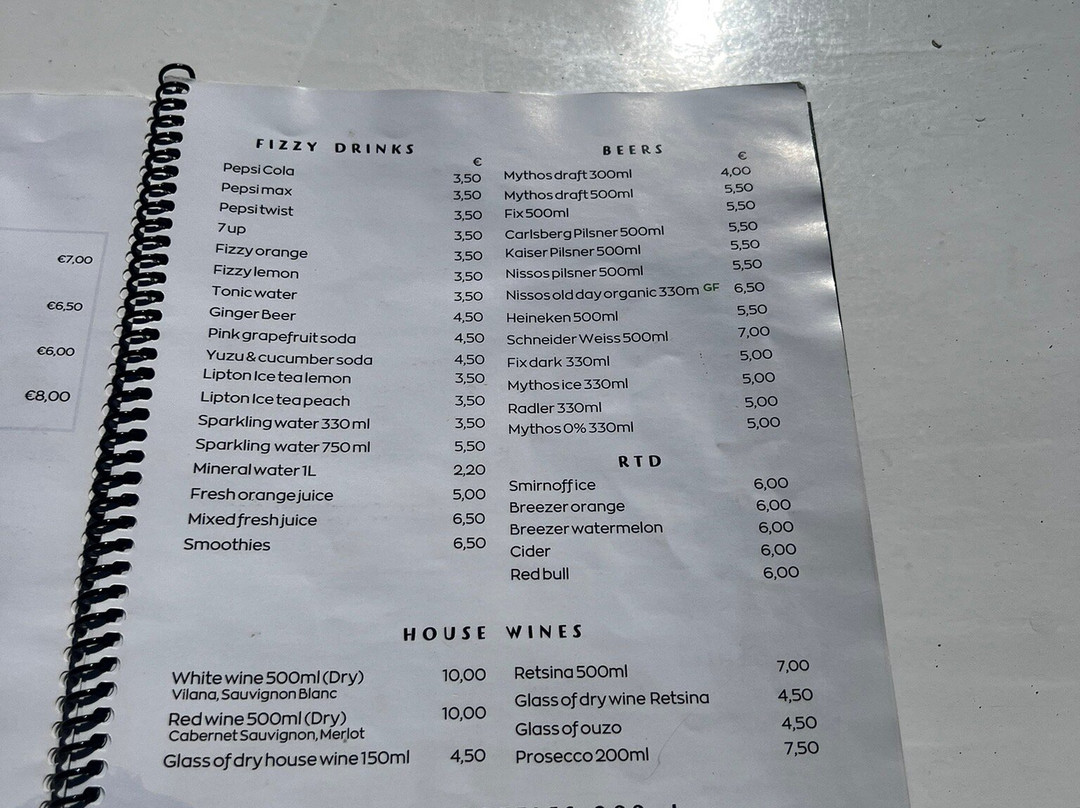 €7,00
€6,50
€6,00
€8,00
FIZZY DRINKS
€
Pepsi Cola 3,50
Pepsi max 3,50
Pepsi twist 3,50
7up 3,50
Fizzy orange 3,50
Fizzy lemon 3,50
Tonic water 3,50
Ginger Beer 4,50
Pink grapefruit soda 4,50
Yuzu & cucumber soda 4,50
Lipton Ice tea lemon 3,50
Lipton Ice tea peach 3,50
Sparkling water 330 ml 3,50
Sparkling water 750 ml 5,50
Mineral water 1L 2,20
Fresh orange juice 5,00
Mixed fresh juice 6,50
Smoothies 6,50
BEERS
€
Mythos draft 300ml 4,00
Mythos draft 500ml 5,50
Fix 500ml 5,50
Carlsberg Pilsner 500ml 5,50
Kaiser Pilsner 500ml 5,50
Nissos pilsner 500ml 5,50
Nissos old day organic 330m GF 6,50
Heineken 500ml 5,50
Schneider Weiss 500ml 7,00
Fix dark 330ml 5,00
Mythos ice 330ml 5,00
Radler 330ml 5,00
Mythos 0% 330ml 5,00
RTD
Smirnoff ice 6,00
Breezer orange 6,00
Breezer watermelon 6,00
Cider 6,00
Red bull 6,00
HOUSE WINES
White wine 500ml (Dry) 10,00
Vilana, Sauvignon Blanc
Red wine 500ml (Dry) 10,00
Cabernet Sauvignon, Merlot
Glass of dry house wine 150ml 4,50
Retsina 500ml 7,00
Glass of dry wine Retsina 4,50
Glass of ouzo 4,50
Prosecco 200ml 7,50